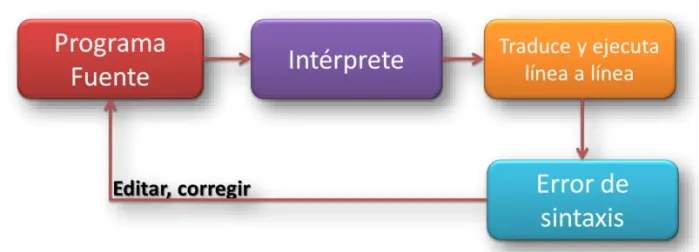 Programa
Fuente
Intérprete
Traduce y ejecuta
línea a línea
Editar, corregir
Error de
sintaxis